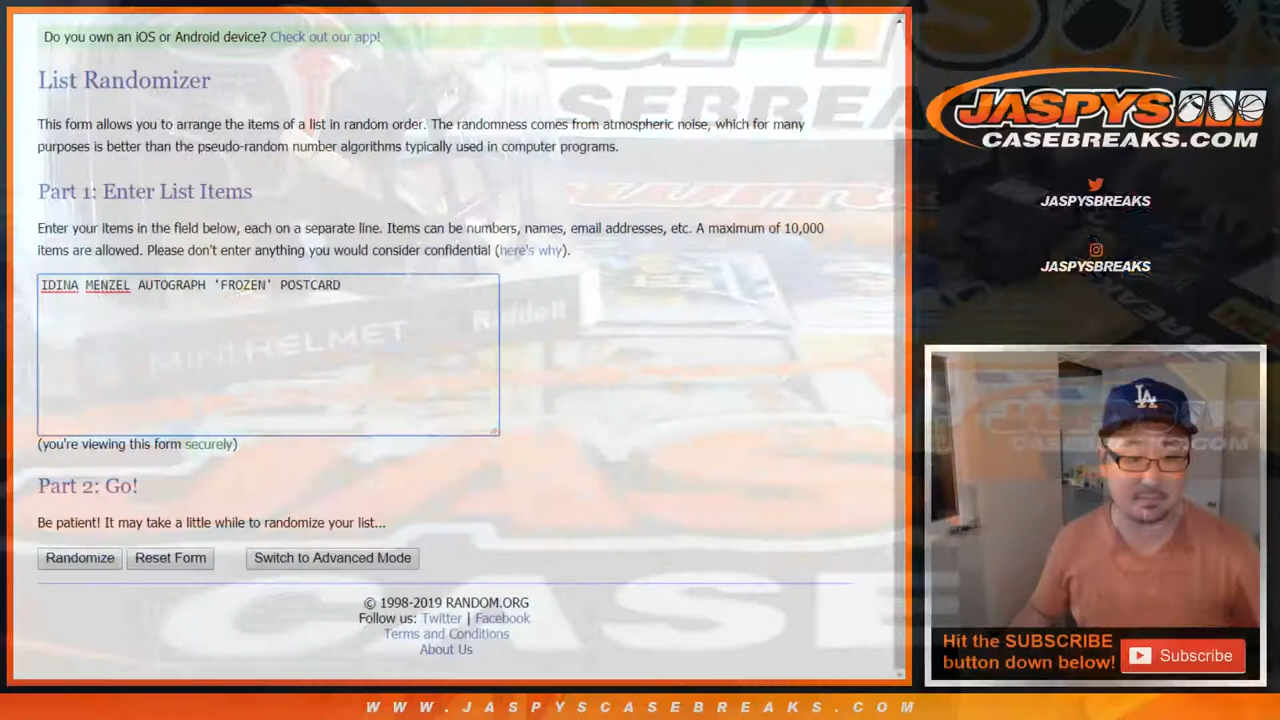 Do you own an iOS or Android device? Check out our app!
List Randomizer
This form allows you to arrange the items of a list in random order. The randomness comes from atmospheric noise, which for many
purposes is better than the pseudo-random number algorithms typically used in computer programs.
Part 1: Enter List Items
Enter your items in the field below, each on a separate line. Items can be numbers, names, email addresses, etc. A maximum of 10,000
items are allowed. Please don't enter anything you would consider confidential (here's why).
IDINA MENZEL AUTOGRAPH 'FROZEN' POSTCARD
MINI HELMET
Riddell
(you're viewing this form securely)
Part 2: Go!
Be patient! It may take a little while to randomize your list...
Randomize Reset Form Switch to Advanced Mode
© 1998-2019 RANDOM.ORG
Follow us: Twitter | Facebook
Terms and Conditions
About Us
JASPYS
CASEBREAKS.COM
JASPYSBREAKS
JASPYSBREAKS
LA
Hit the SUBSCRIBE
button down below!
Subscribe
WWW.JASPYSCASEBREAKS.COM